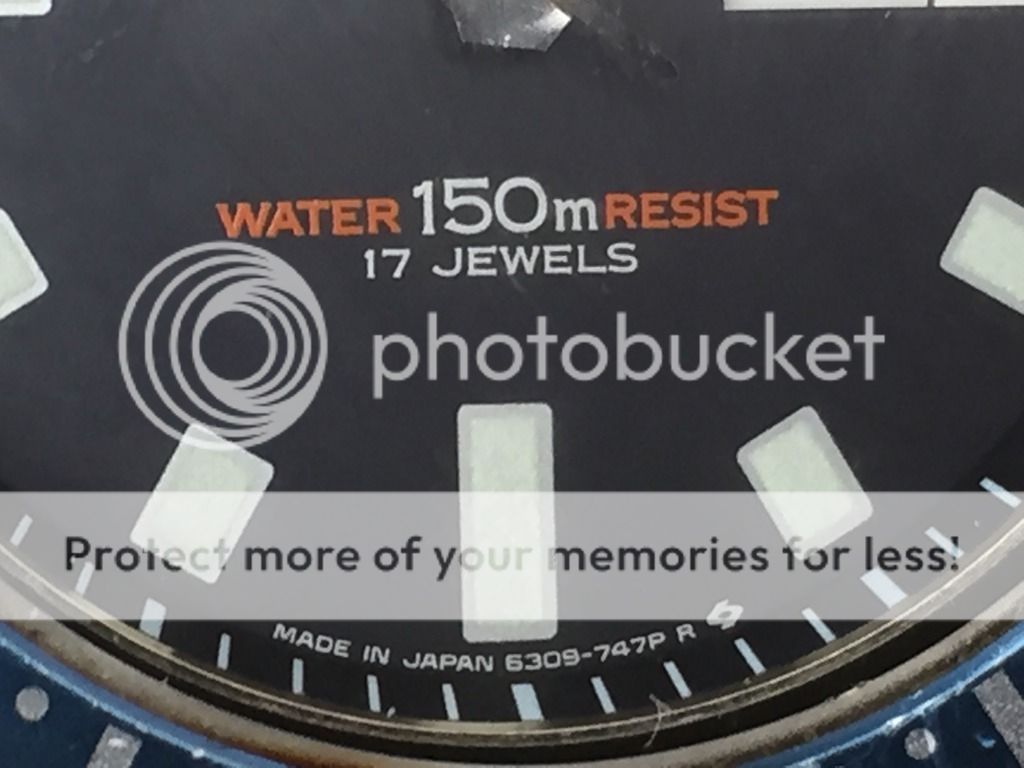 WATER 150m RESIST
17 JEWELS
photobucket
Protect more of your memories for less!
MADE IN JAPAN 6309-747P R